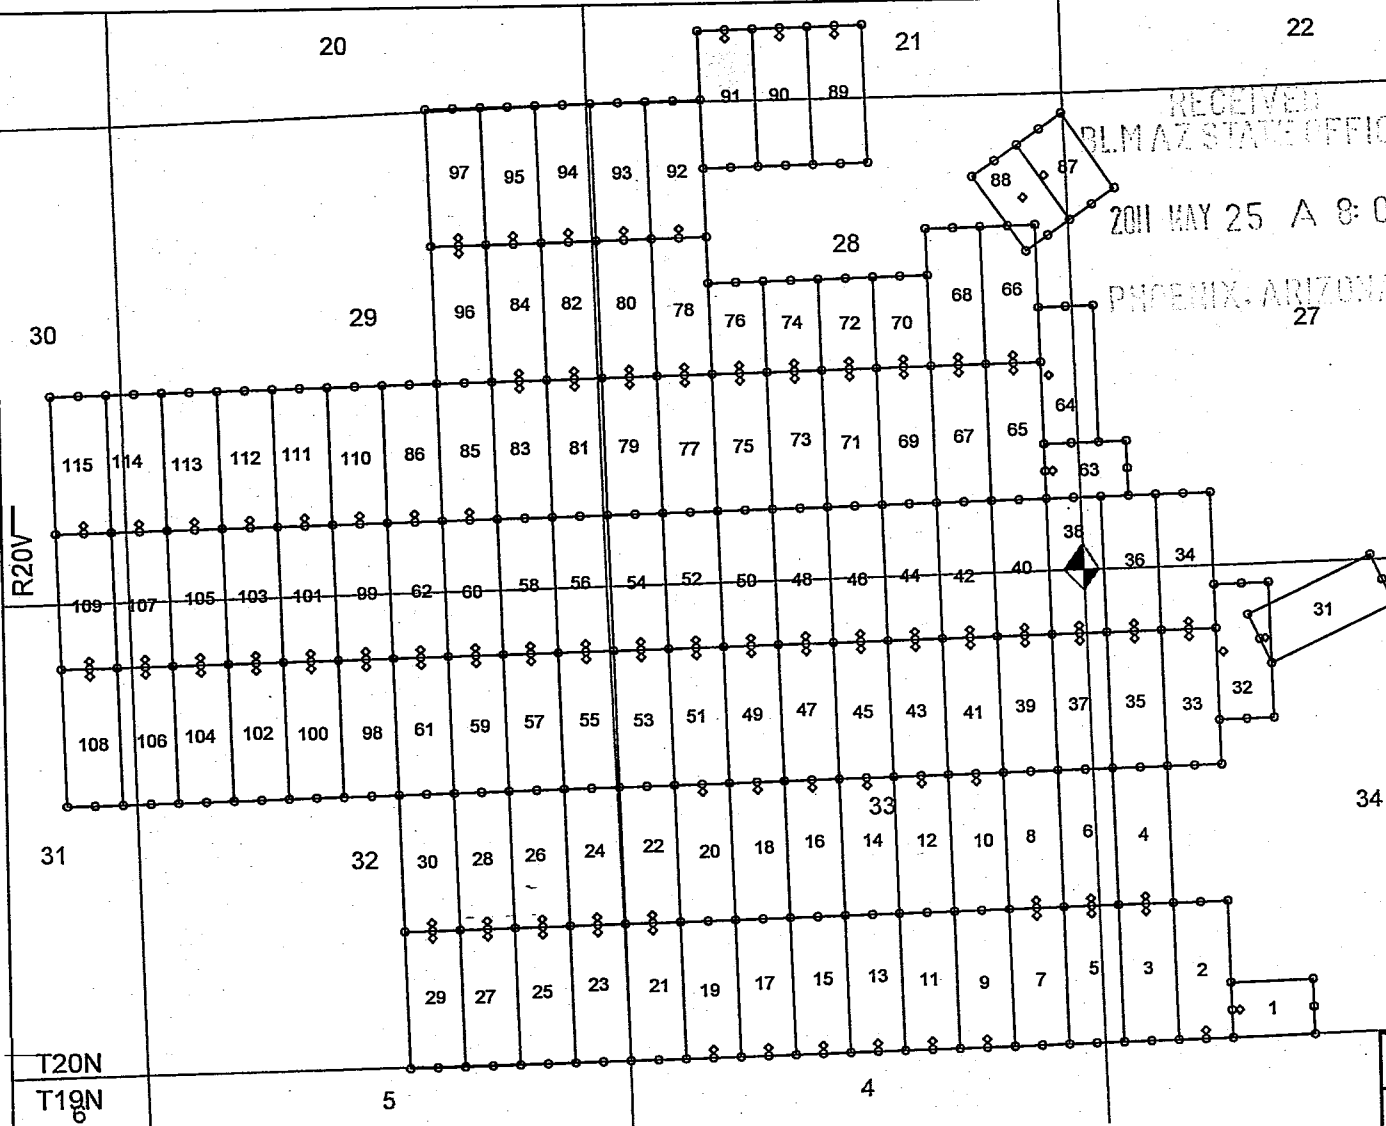 20 21 22
91 90 89
RECEIVED
BLM AZ STATE OFFIC
97 95 94 93 92 88 87
2011 MAY 25 A 8: 0
28
PHOENIX, ARIZONA
30 29 96 84 82 80 78 76 74 72 70 68 66 27
64
115 114 113 112 111 110 86 85 83 81 79 77 75 73 71 69 67 65 63
R20W
38 36 34
109 107 105 103 101 99 62 60 58 56 54 52 50 48 46 44 42 40 31
32
108 106 104 102 100 98 61 59 57 55 53 51 49 47 45 43 41 39 37 35 33
33 34
31 32 30 28 26 24 22 20 18 16 14 12 10 8 6 4
29 27 25 23 21 19 17 15 13 11 9 7 5 3 2 1
T20N
T19N
6 5 4